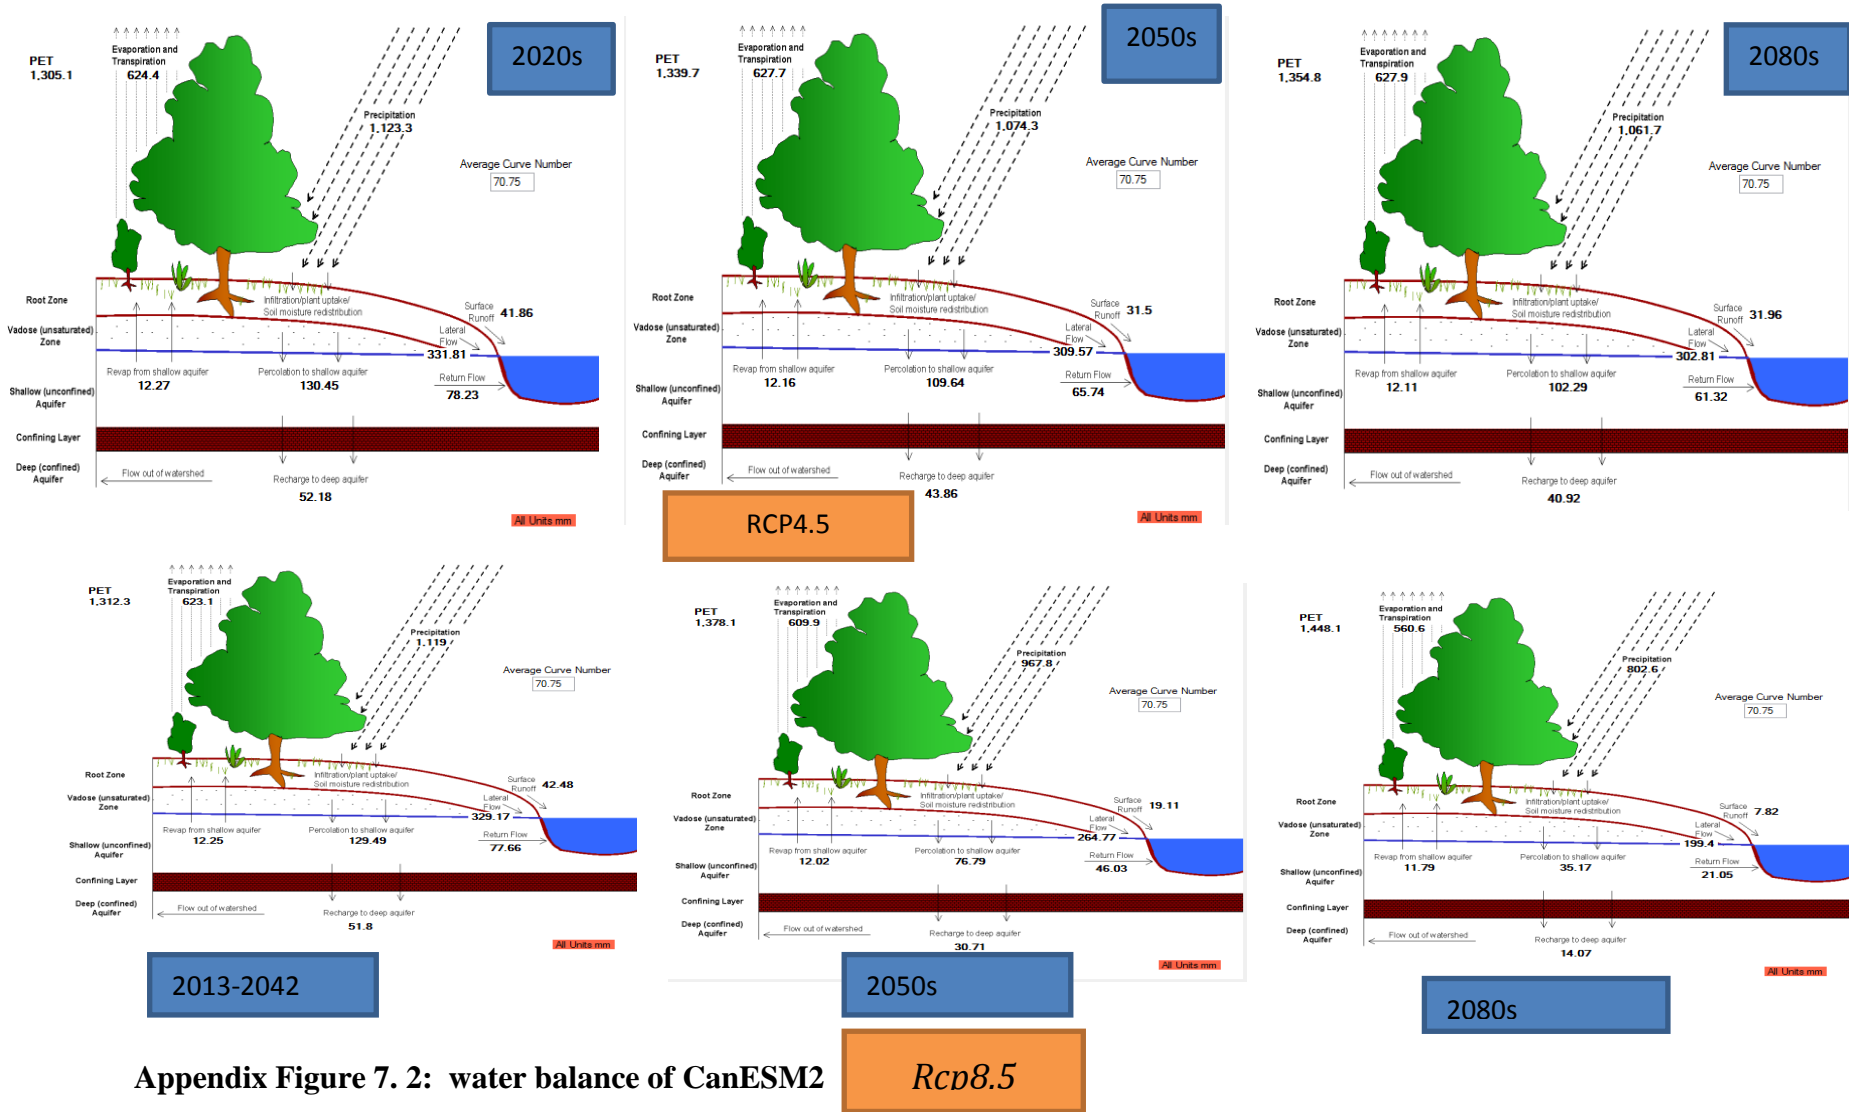 2020s
PET
1,305.1
Evaporation and
Transpiration
624.4
Precipitation
1,123.3
Average Curve Number
70.75
Root Zone
Infiltration/plant uptake/
Soil moisture redistribution
Surface
Runoff
41.86
Vadose (unsaturated)
Zone
Lateral
Flow
331.81
Revap from shallow aquifer
12.27
Percolation to shallow aquifer
130.45
Return Flow
78.23
Shallow (unconfined)
Aquifer
Confining Layer
Deep (confined)
Aquifer
Flow out of watershed
Recharge to deep aquifer
52.18
All Units mm
2050s
PET
1,339.7
Evaporation and
Transpiration
627.7
Precipitation
1,074.3
Average Curve Number
70.75
Root Zone
Infiltration/plant uptake/
Soil moisture redistribution
Surface
Runoff
31.5
Vadose (unsaturated)
Zone
Lateral
Flow
309.57
Revap from shallow aquifer
12.16
Percolation to shallow aquifer
109.64
Return Flow
65.74
Shallow (unconfined)
Aquifer
Confining Layer
Deep (confined)
Aquifer
Flow out of watershed
Recharge to deep aquifer
43.86
All Units mm
2080s
PET
1,354.8
Evaporation and
Transpiration
627.9
Precipitation
1,061.7
Average Curve Number
70.75
Root Zone
Infiltration/plant uptake/
Soil moisture redistribution
Surface
Runoff
31.96
Vadose (unsaturated)
Zone
Lateral
Flow
302.81
Revap from shallow aquifer
12.11
Percolation to shallow aquifer
102.29
Return Flow
61.32
Shallow (unconfined)
Aquifer
Confining Layer
Deep (confined)
Aquifer
Flow out of watershed
Recharge to deep aquifer
40.92
RCP4.5
PET
1,312.3
Evaporation and
Transpiration
623.1
Precipitation
1,119
Average Curve Number
70.75
Root Zone
Infiltration/plant uptake/
Soil moisture redistribution
Surface
Runoff
42.48
Vadose (unsaturated)
Zone
Lateral
Flow
329.17
Revap from shallow aquifer
12.25
Percolation to shallow aquifer
129.49
Return Flow
77.66
Shallow (unconfined)
Aquifer
Confining Layer
Deep (confined)
Aquifer
Flow out of watershed
Recharge to deep aquifer
51.8
All Units mm
2013-2042
PET
1,378.1
Evaporation and
Transpiration
609.9
Precipitation
967.8
Average Curve Number
70.75
Root Zone
Infiltration/plant uptake/
Soil moisture redistribution
Surface
Runoff
19.11
Vadose (unsaturated)
Zone
Lateral
Flow
264.77
Revap from shallow aquifer
12.02
Percolation to shallow aquifer
76.79
Return Flow
46.03
Shallow (unconfined)
Aquifer
Confining Layer
Deep (confined)
Aquifer
Flow out of watershed
Recharge to deep aquifer
30.71
All Units mm
2050s
PET
1,448.1
Evaporation and
Transpiration
560.6
Precipitation
802.6
Average Curve Number
70.75
Root Zone
Infiltration/plant uptake/
Soil moisture redistribution
Surface
Runoff
7.82
Vadose (unsaturated)
Zone
Lateral
Flow
199.4
Revap from shallow aquifer
11.79
Percolation to shallow aquifer
35.17
Return Flow
21.05
Shallow (unconfined)
Aquifer
Confining Layer
Deep (confined)
Aquifer
Flow out of watershed
Recharge to deep aquifer
14.07
All Units mm
2080s
Appendix Figure 7. 2: water balance of CanESM2
Rcp8.5